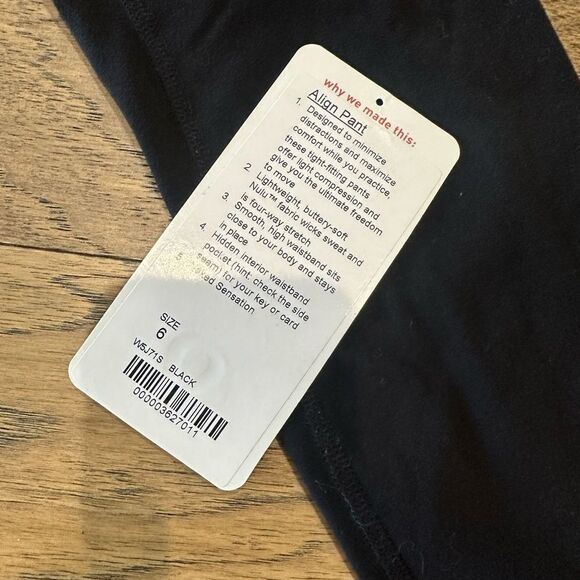 why we made this:
Align Pant
1. Designed to minimize
distractions and maximize
comfort while you practice,
these tight-fitting pants
offer light compression and
give you the ultimate freedom
to move
2 Lightweight, buttery-soft
Nulu™ fabric wicks sweat and
is four-way stretch
3. Smooth, high waistband sits
close to your body and stays
in place
4. Hidden interior waistband
pocket (hint: check the side
seam) for your key or card
5 Sensation
SIZE
6
W5J71S BLACK
000003627011